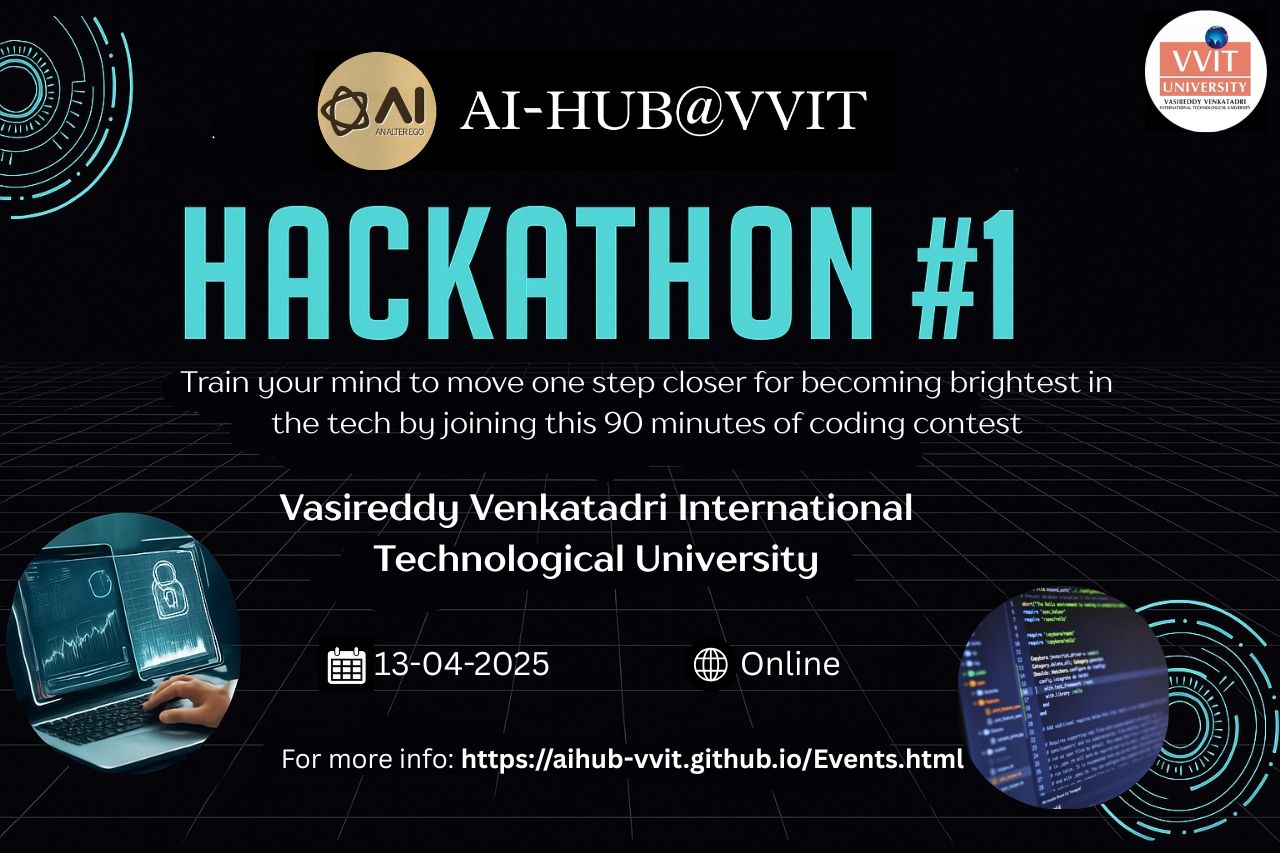 AI
AN ALTER EGO
AI-HUB@VVIT
VVIT
UNIVERSITY
VASIREDDY VENKATADRI
INTERNATIONAL TECHNOLOGICAL UNIVERSITY
HACKATHON #1
Train your mind to move one step closer for becoming brightest in
the tech by joining this 90 minutes of coding contest
Vasireddy Venkatadri International
Technological University
13-04-2025
Online
For more info: https://aihub-vvit.github.io/Events.html